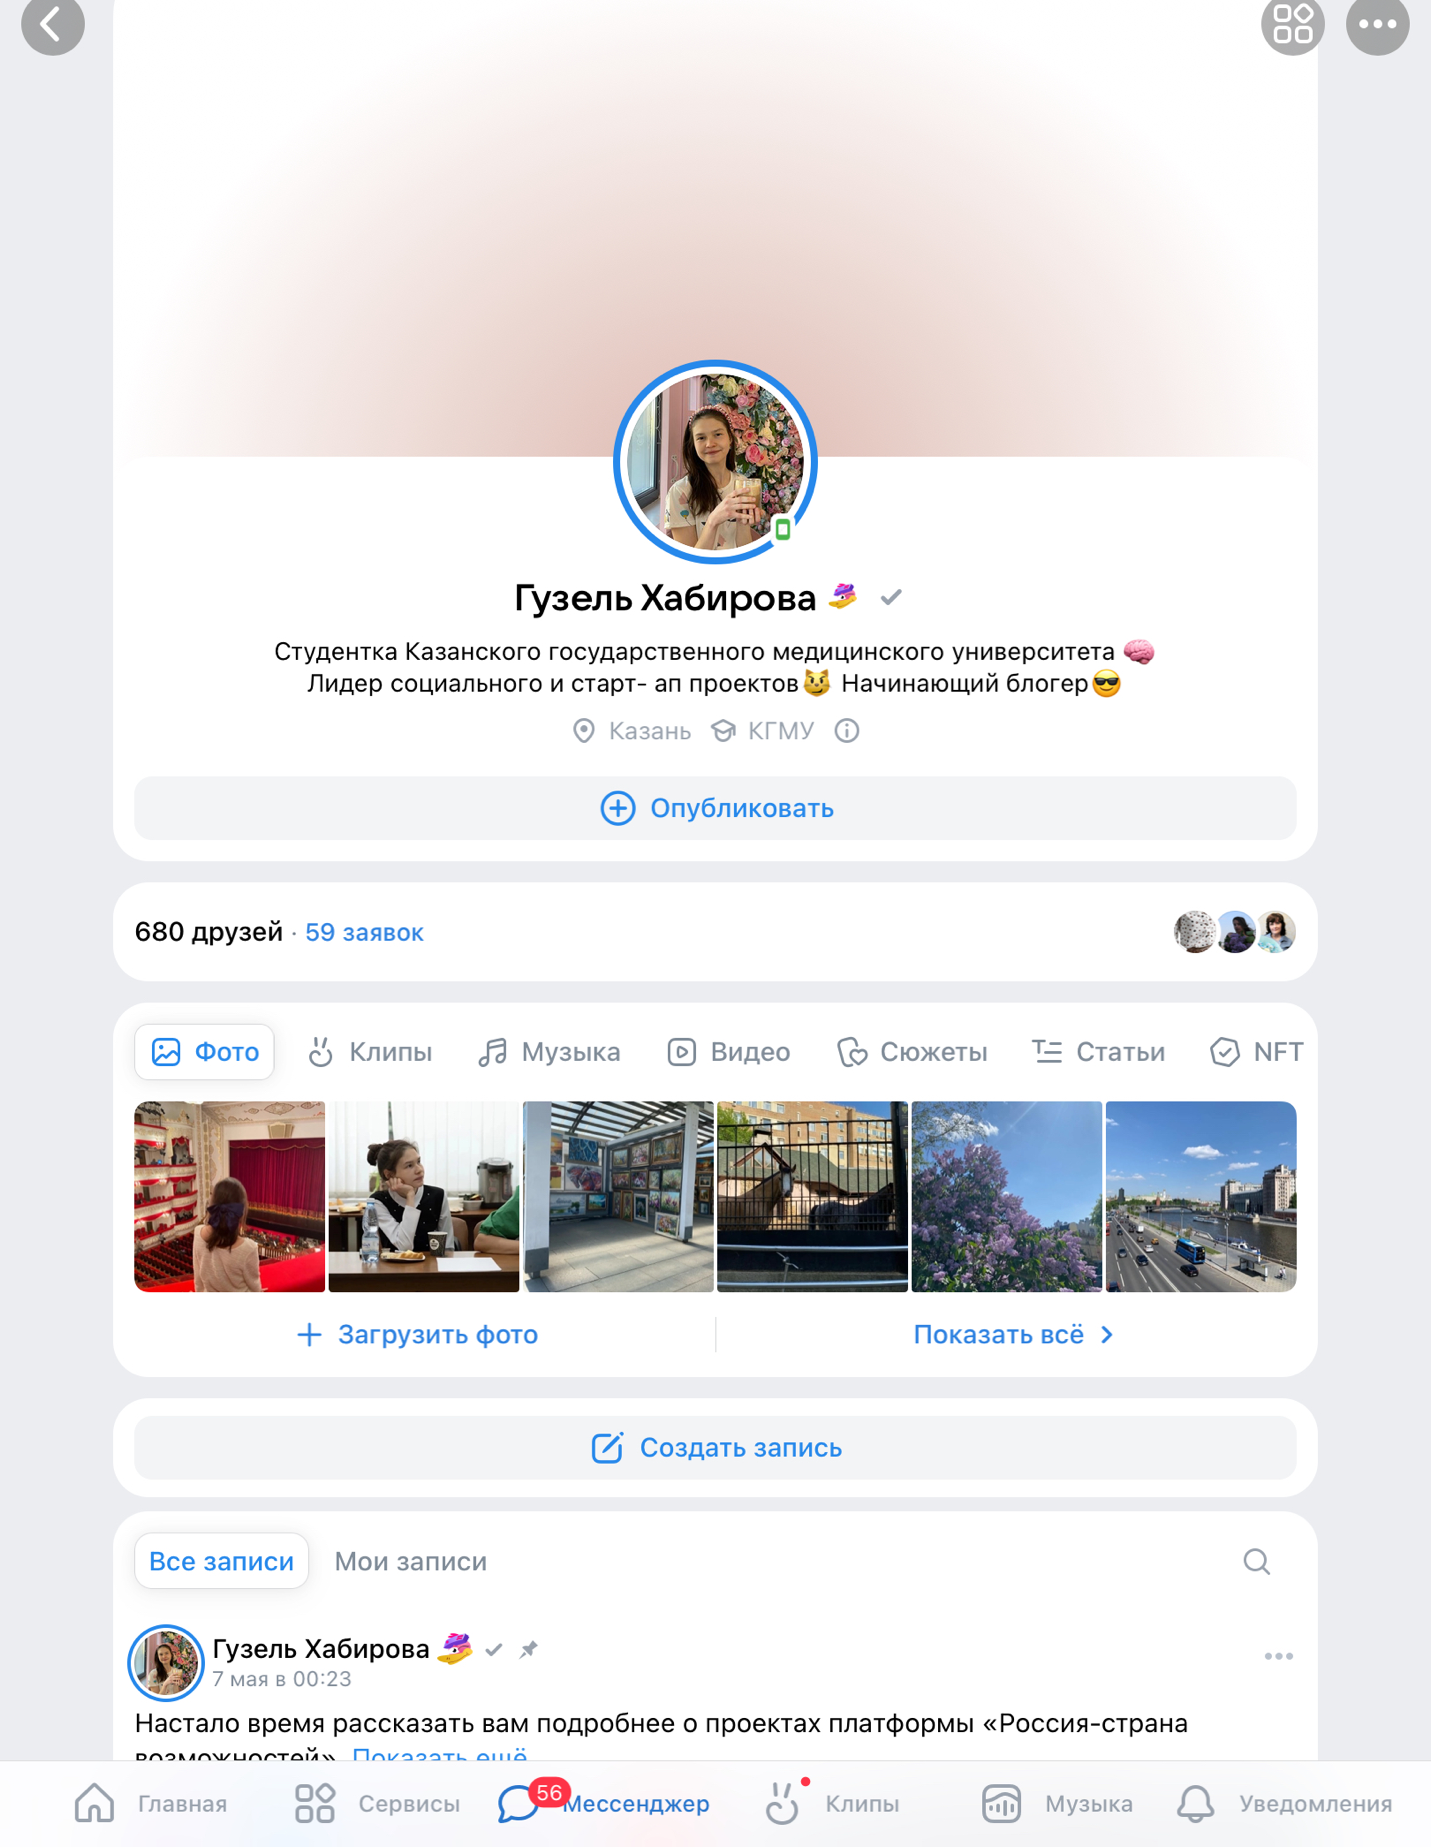 Гузель Хабирова
Студентка Казанского государственного медицинского университета 🧠
Лидер социального и старт- ап проектов😼 Начинающий блогер😎
Казань КГМУ
Опубликовать
680 друзей · 59 заявок
Фото Клипы Музыка Видео Сюжеты Статьи NFT
Загрузить фото Показать всё
Создать запись
Все записи Мои записи
Гузель Хабирова
7 мая в 00:23
Настало время рассказать вам подробнее о проектах платформы «Россия-страна
возможностей». Показать ещё
Главная Сервисы 56 Мессенджер Клипы Музыка Уведомления